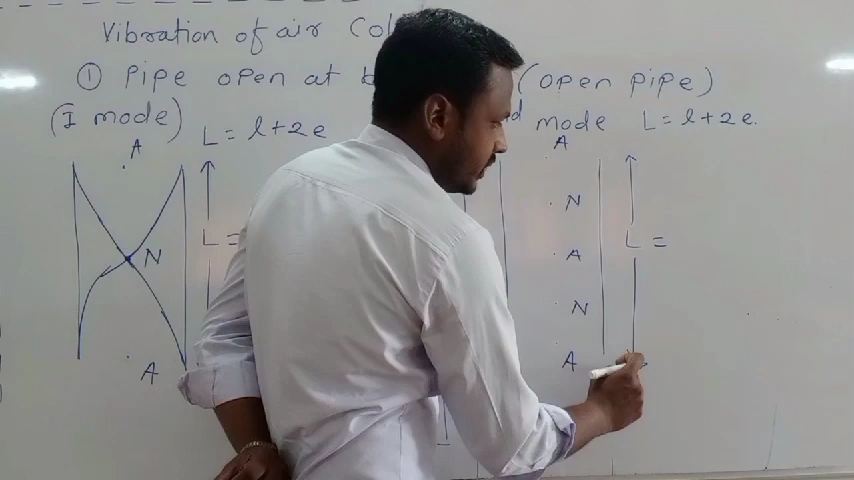 Vibration of air Col
① Pipe open at b (open pipe)
(I mode) L = l + 2e d mode L = l + 2e.
A A
N
L = L =
N A
N
A A